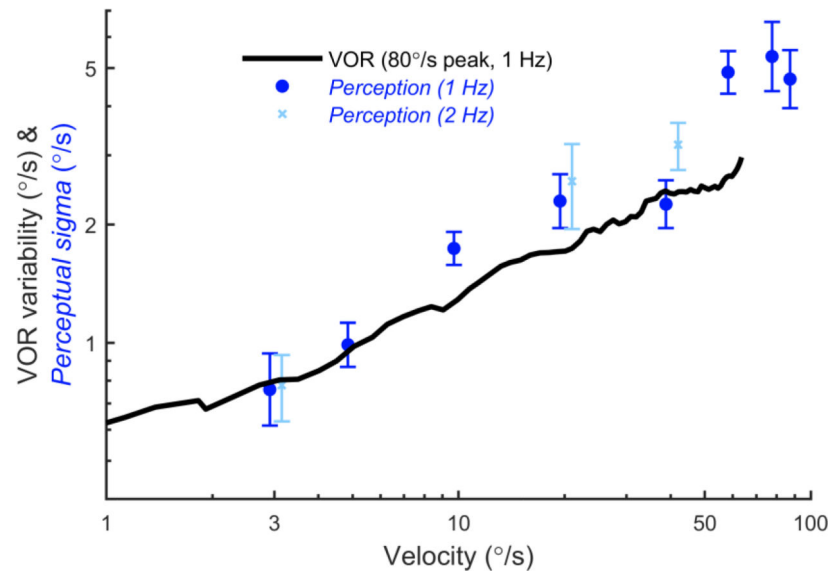 VOR variability (°/s) &
Perceptual sigma (°/s)
5
2
1
VOR (80°/s peak, 1 Hz)
Perception (1 Hz)
Perception (2 Hz)
1
3
10
50
100
Velocity (°/s)